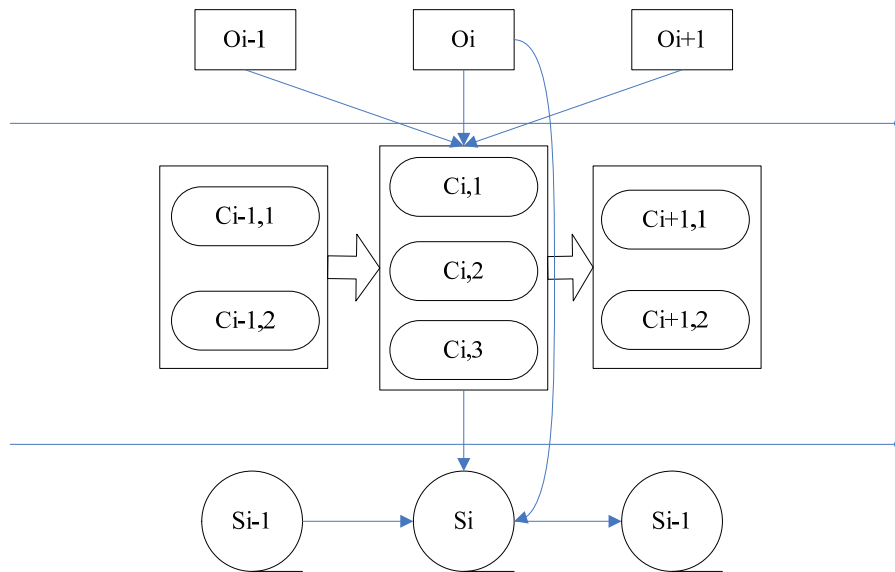 Oi-1
Oi
Oi+1
Ci-1,1
Ci-1,2
Ci,1
Ci,2
Ci,3
Ci+1,1
Ci+1,2
Si-1
Si
Si-1